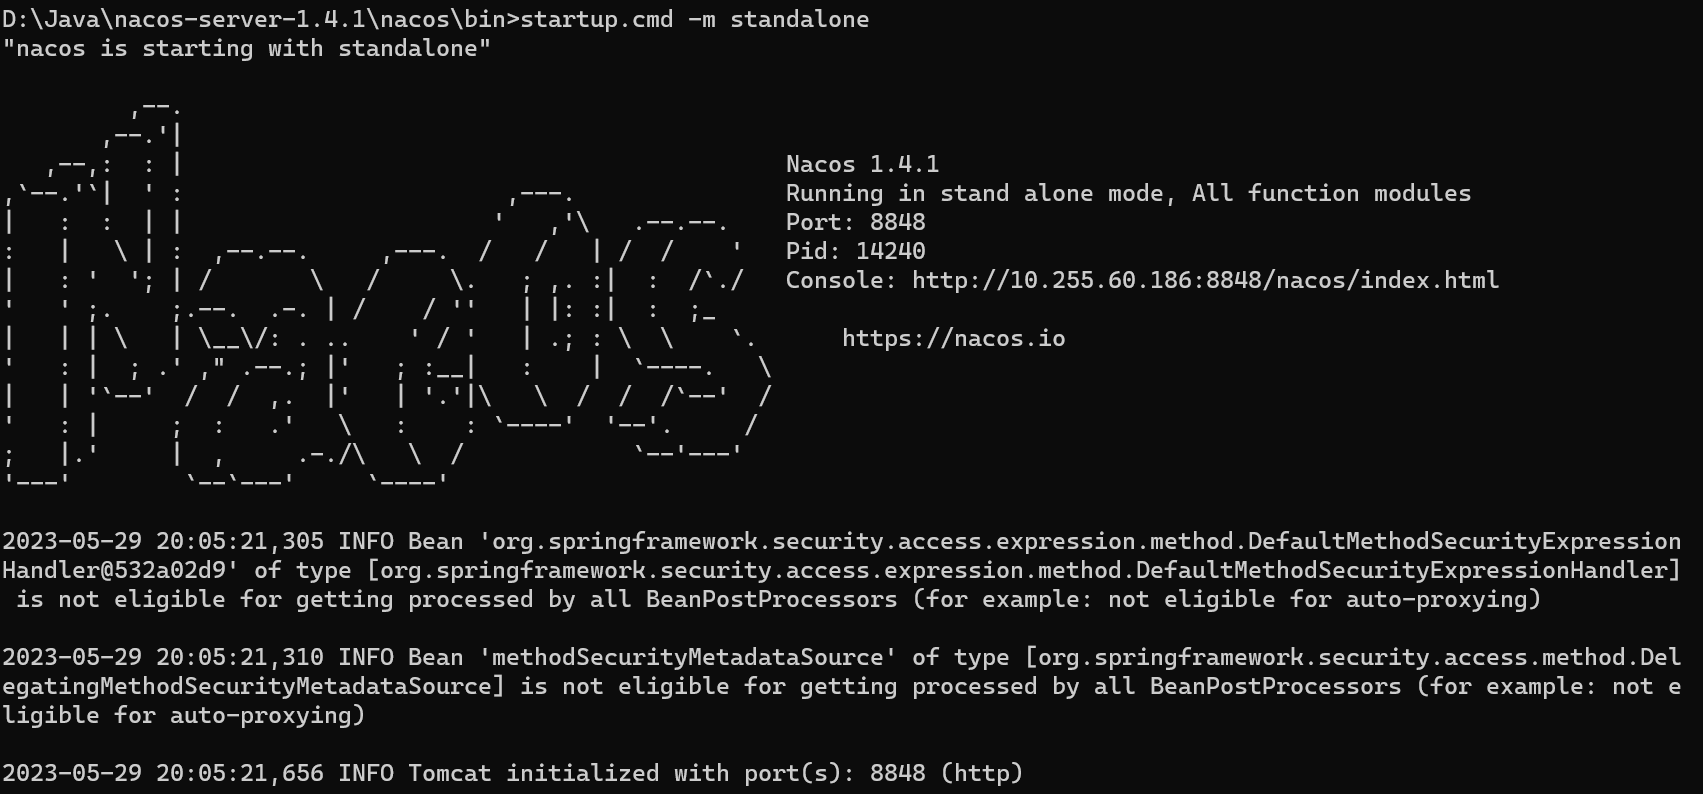 D:\Java\nacos-server-1.4.1\nacos\bin>startup.cmd -m standalone
"nacos is starting with standalone"
Nacos 1.4.1
Running in stand alone mode, All function modules
Port: 8848
Pid: 14240
Console: http://10.255.60.186:8848/nacos/index.html
https://nacos.io
2023-05-29 20:05:21,305 INFO Bean 'org.springframework.security.access.expression.method.DefaultMethodSecurityExpression
Handler@532a02d9' of type [org.springframework.security.access.expression.method.DefaultMethodSecurityExpressionHandler]
 is not eligible for getting processed by all BeanPostProcessors (for example: not eligible for auto-proxying)
2023-05-29 20:05:21,310 INFO Bean 'methodSecurityMetadataSource' of type [org.springframework.security.access.method.Del
egatingMethodSecurityMetadataSource] is not eligible for getting processed by all BeanPostProcessors (for example: not e
ligible for auto-proxying)
2023-05-29 20:05:21,656 INFO Tomcat initialized with port(s): 8848 (http)